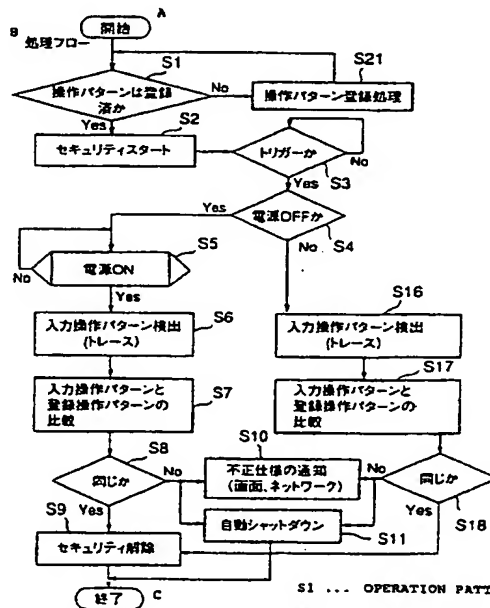 開始
A
B
処理フロー
S1
操作パターンは登録
済か
No
S21
操作パターン登録処理
Yes
S2
セキュリティスタート
トリガーか
No
S3
Yes
Yes
電源OFFか
S4
No
S5
電源ON
No
Yes
S6
入力操作パターン検出
(トレース)
S16
入力操作パターン検出
(トレース)
S7
入力操作パターンと
登録操作パターンの
比較
S17
入力操作パターンと
登録操作パターンの
比較
S8
同じか
No
S10
不正仕様の通知
(画面、ネットワーク)
No
同じか
S18
Yes
S9
自動シャットダウン
S11
Yes
セキュリティ解除
終了
C
S1 ... OPERATION PATT